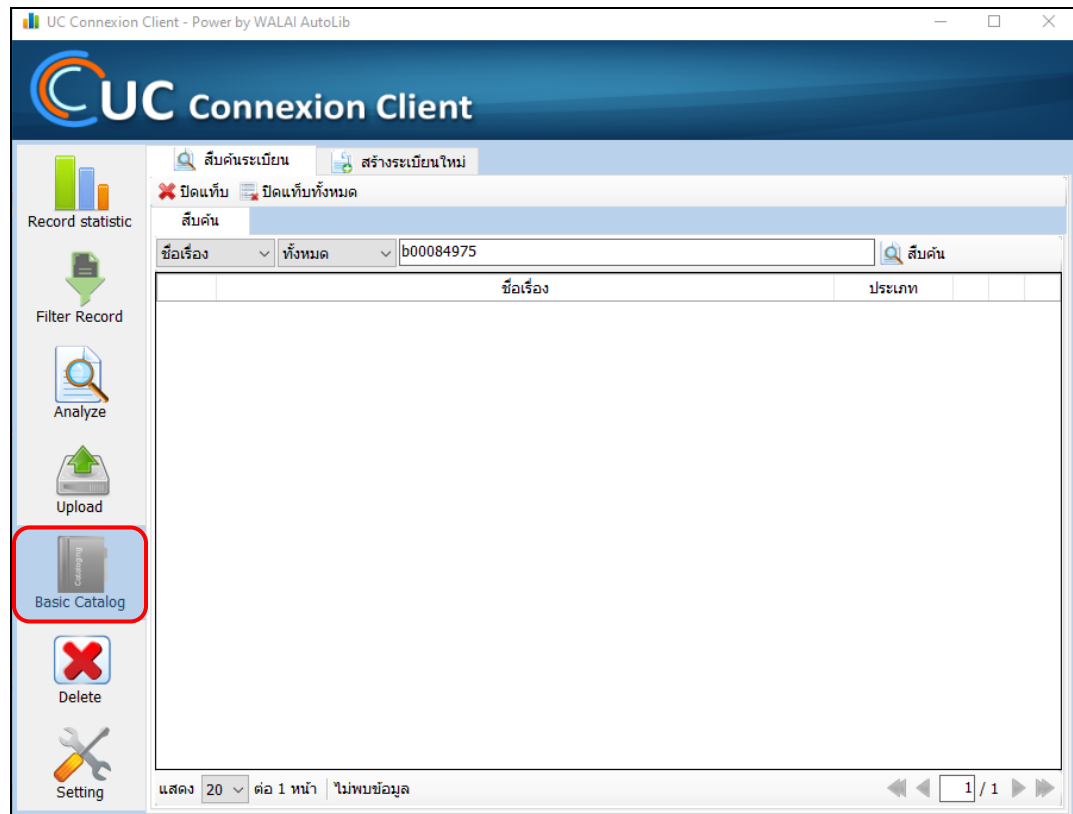 UC Connexion Client - Power by WALAI AutoLib
UC Connexion Client
สืบค้นระเบียน สร้างระเบียนใหม่
ปิดแท็บ ปิดแท็บทั้งหมด
สืบค้น
ชื่อเรื่อง ทั้งหมด b00084975 สืบค้น
ชื่อเรื่อง ประเภท
Record statistic
Filter Record
Analyze
Upload
Cataloging
Basic Catalog
Delete
Setting
แสดง 20 ต่อ 1 หน้า ไม่พบข้อมูล 1 / 1